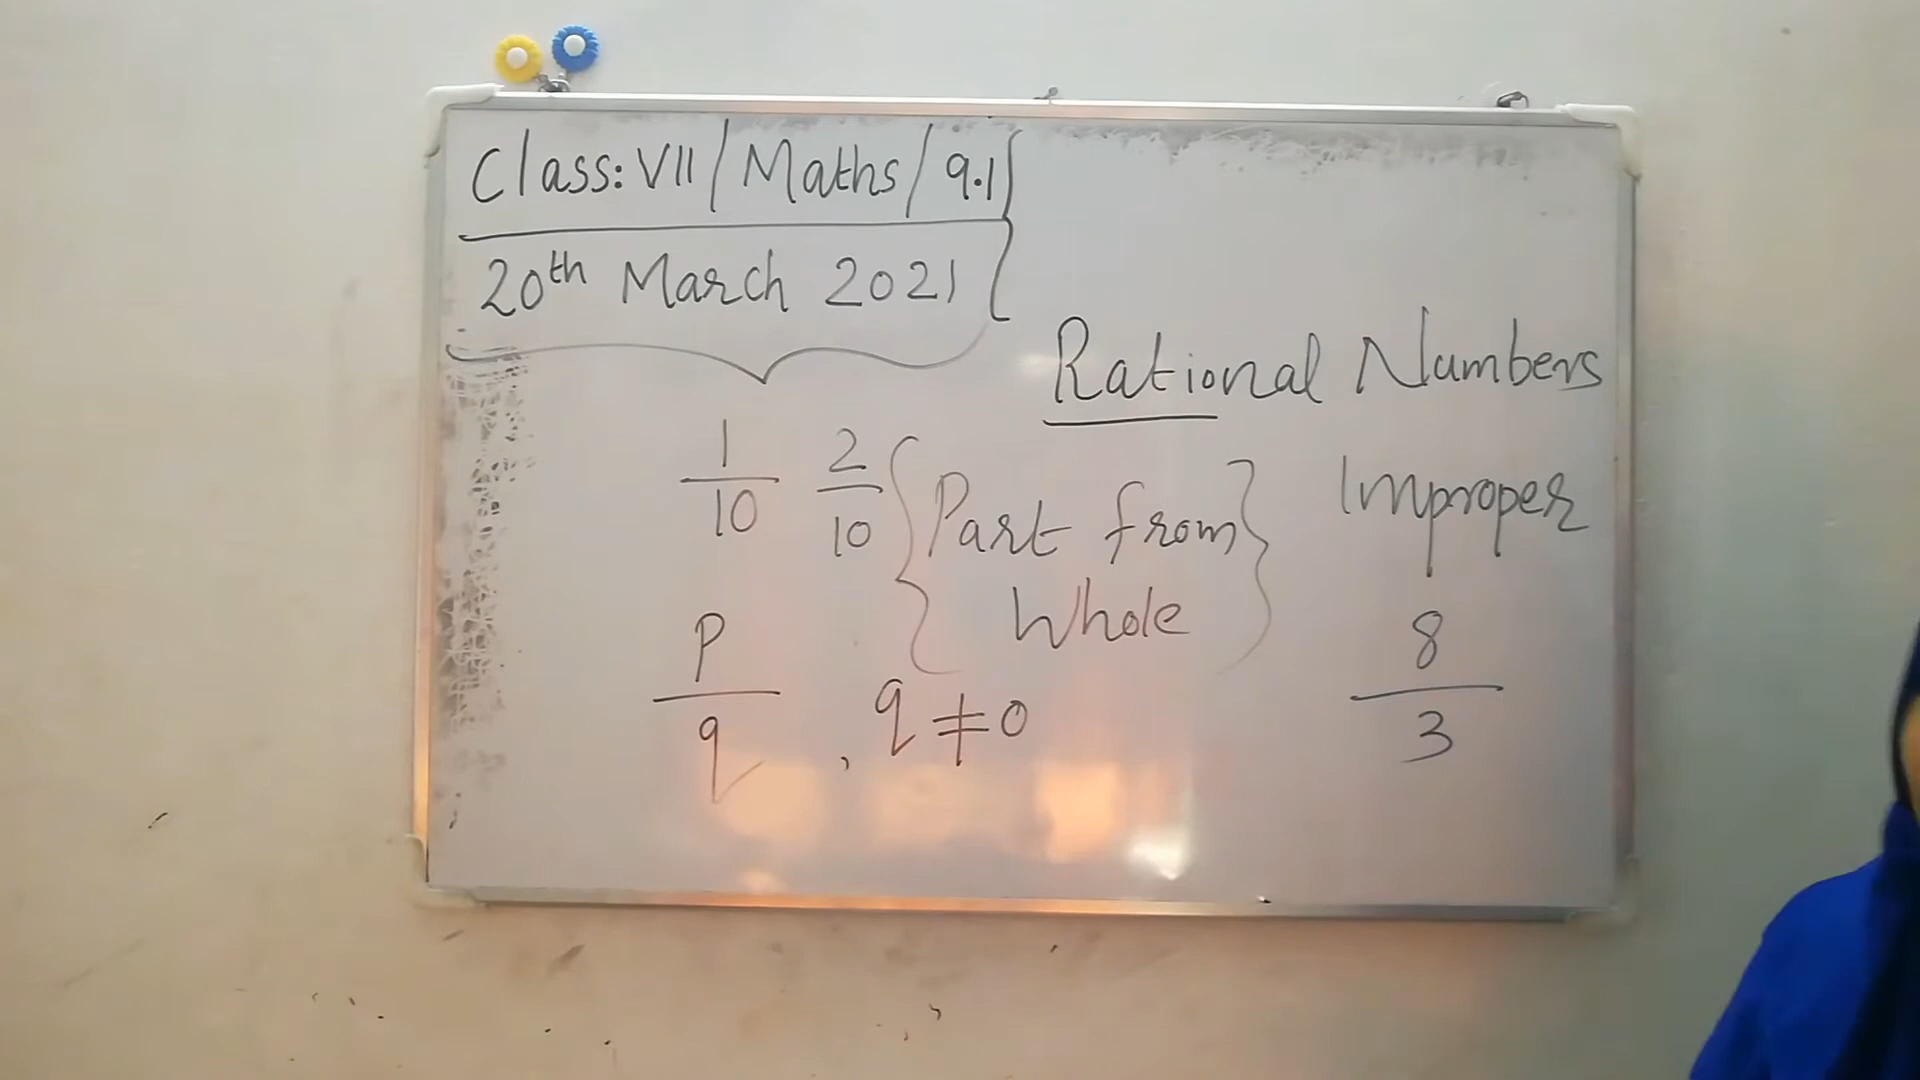 Class: VII / Maths / 9.1
20th March 2021
Rational Numbers
1/10 2/10 { Part from Whole }
Improper
p/q , q ≠ 0
8/3